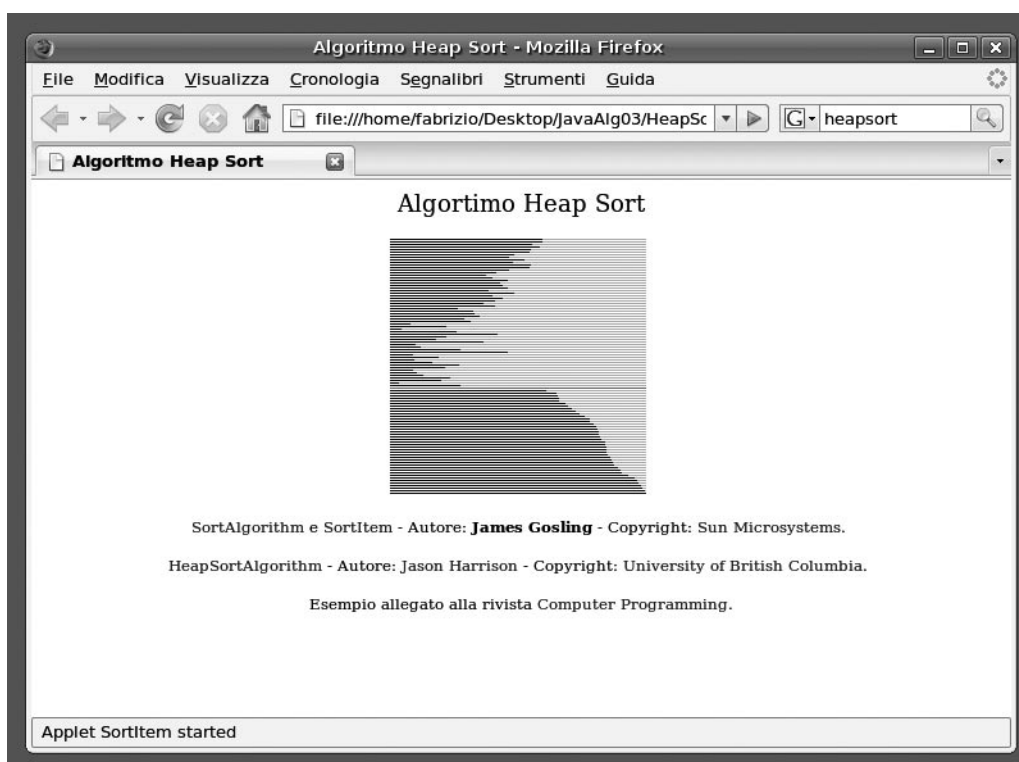 Algoritmo Heap Sort - Mozilla Firefox
File Modifica Visualizza Cronologia Segnalibri Strumenti Guida
file:///home/fabrizio/Desktop/JavaAlg03/HeapSc G heapsort
Algoritmo Heap Sort
Algortimo Heap Sort
SortAlgorithm e SortItem - Autore: James Gosling - Copyright: Sun Microsystems.
HeapSortAlgorithm - Autore: Jason Harrison - Copyright: University of British Columbia.
Esempio allegato alla rivista Computer Programming.
Applet SortItem started